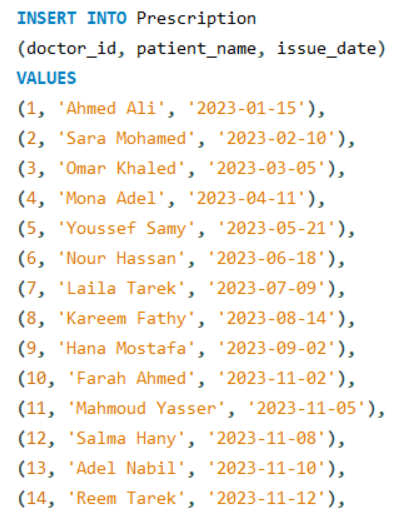 INSERT INTO Prescription
(doctor_id, patient_name, issue_date)
VALUES
(1, 'Ahmed Ali', '2023-01-15'),
(2, 'Sara Mohamed', '2023-02-10'),
(3, 'Omar Khaled', '2023-03-05'),
(4, 'Mona Adel', '2023-04-11'),
(5, 'Youssef Samy', '2023-05-21'),
(6, 'Nour Hassan', '2023-06-18'),
(7, 'Laila Tarek', '2023-07-09'),
(8, 'Kareem Fathy', '2023-08-14'),
(9, 'Hana Mostafa', '2023-09-02'),
(10, 'Farah Ahmed', '2023-11-02'),
(11, 'Mahmoud Yasser', '2023-11-05'),
(12, 'Salma Hany', '2023-11-08'),
(13, 'Adel Nabil', '2023-11-10'),
(14, 'Reem Tarek', '2023-11-12'),